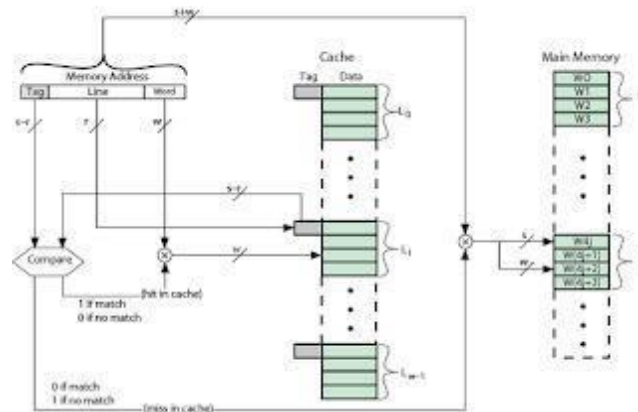 s+w
Memory Address
Tag Line Word
Cache
Tag Data
Main Memory
W0
W1
W2
W3
L0
s-r
r
w
s-r
Compare
w
Li
s
w
W4j
W(4j+1)
W(4j+2)
W(4j+3)
(hit in cache)
1 if match
0 if no match
Lm-1
0 if match
1 if no match
(miss in cache)